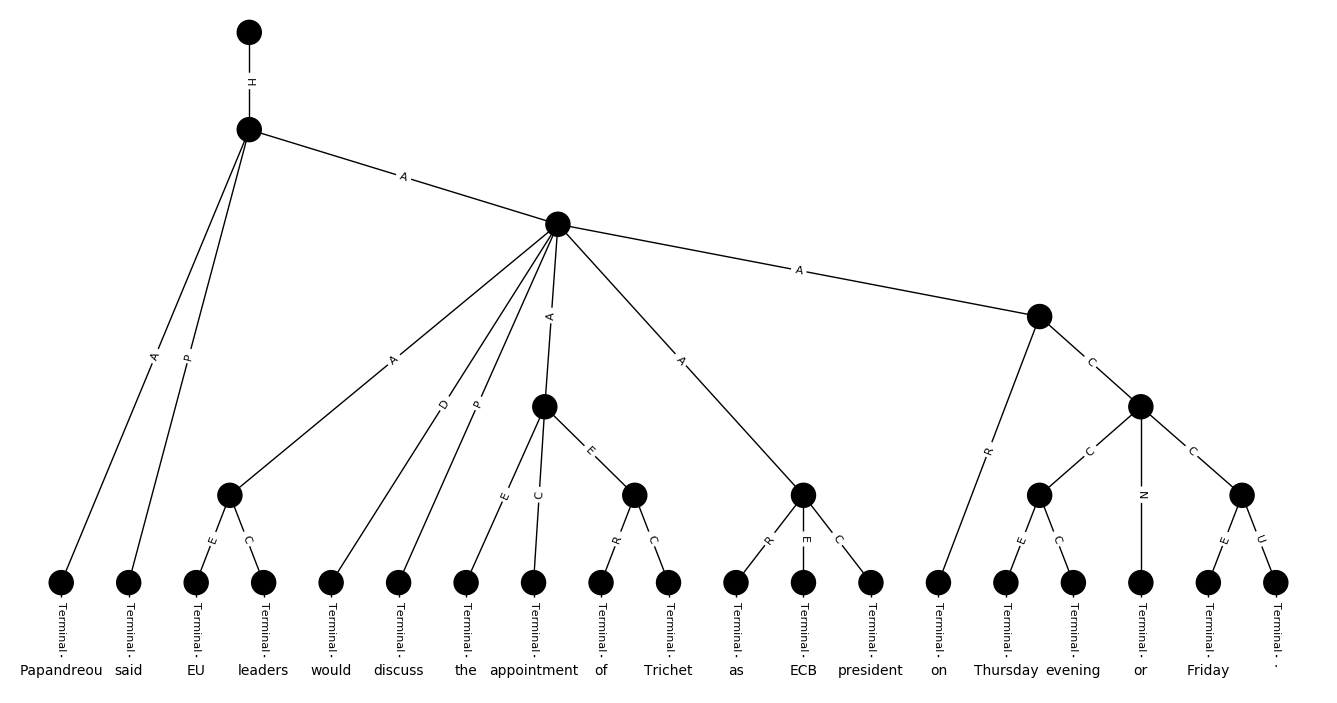 H
A
A
A
P
A
A
D
P
A
R
C
E
C
E
C
N
C
E
C
R
C
R
E
C
E
C
E
U
Terminal Terminal Terminal Terminal Terminal Terminal Terminal Terminal Terminal Terminal Terminal Terminal Terminal Terminal Terminal Terminal Terminal Terminal Terminal
Papandreou said EU leaders would discuss the appointment of Trichet as ECB president on Thursday evening or Friday .